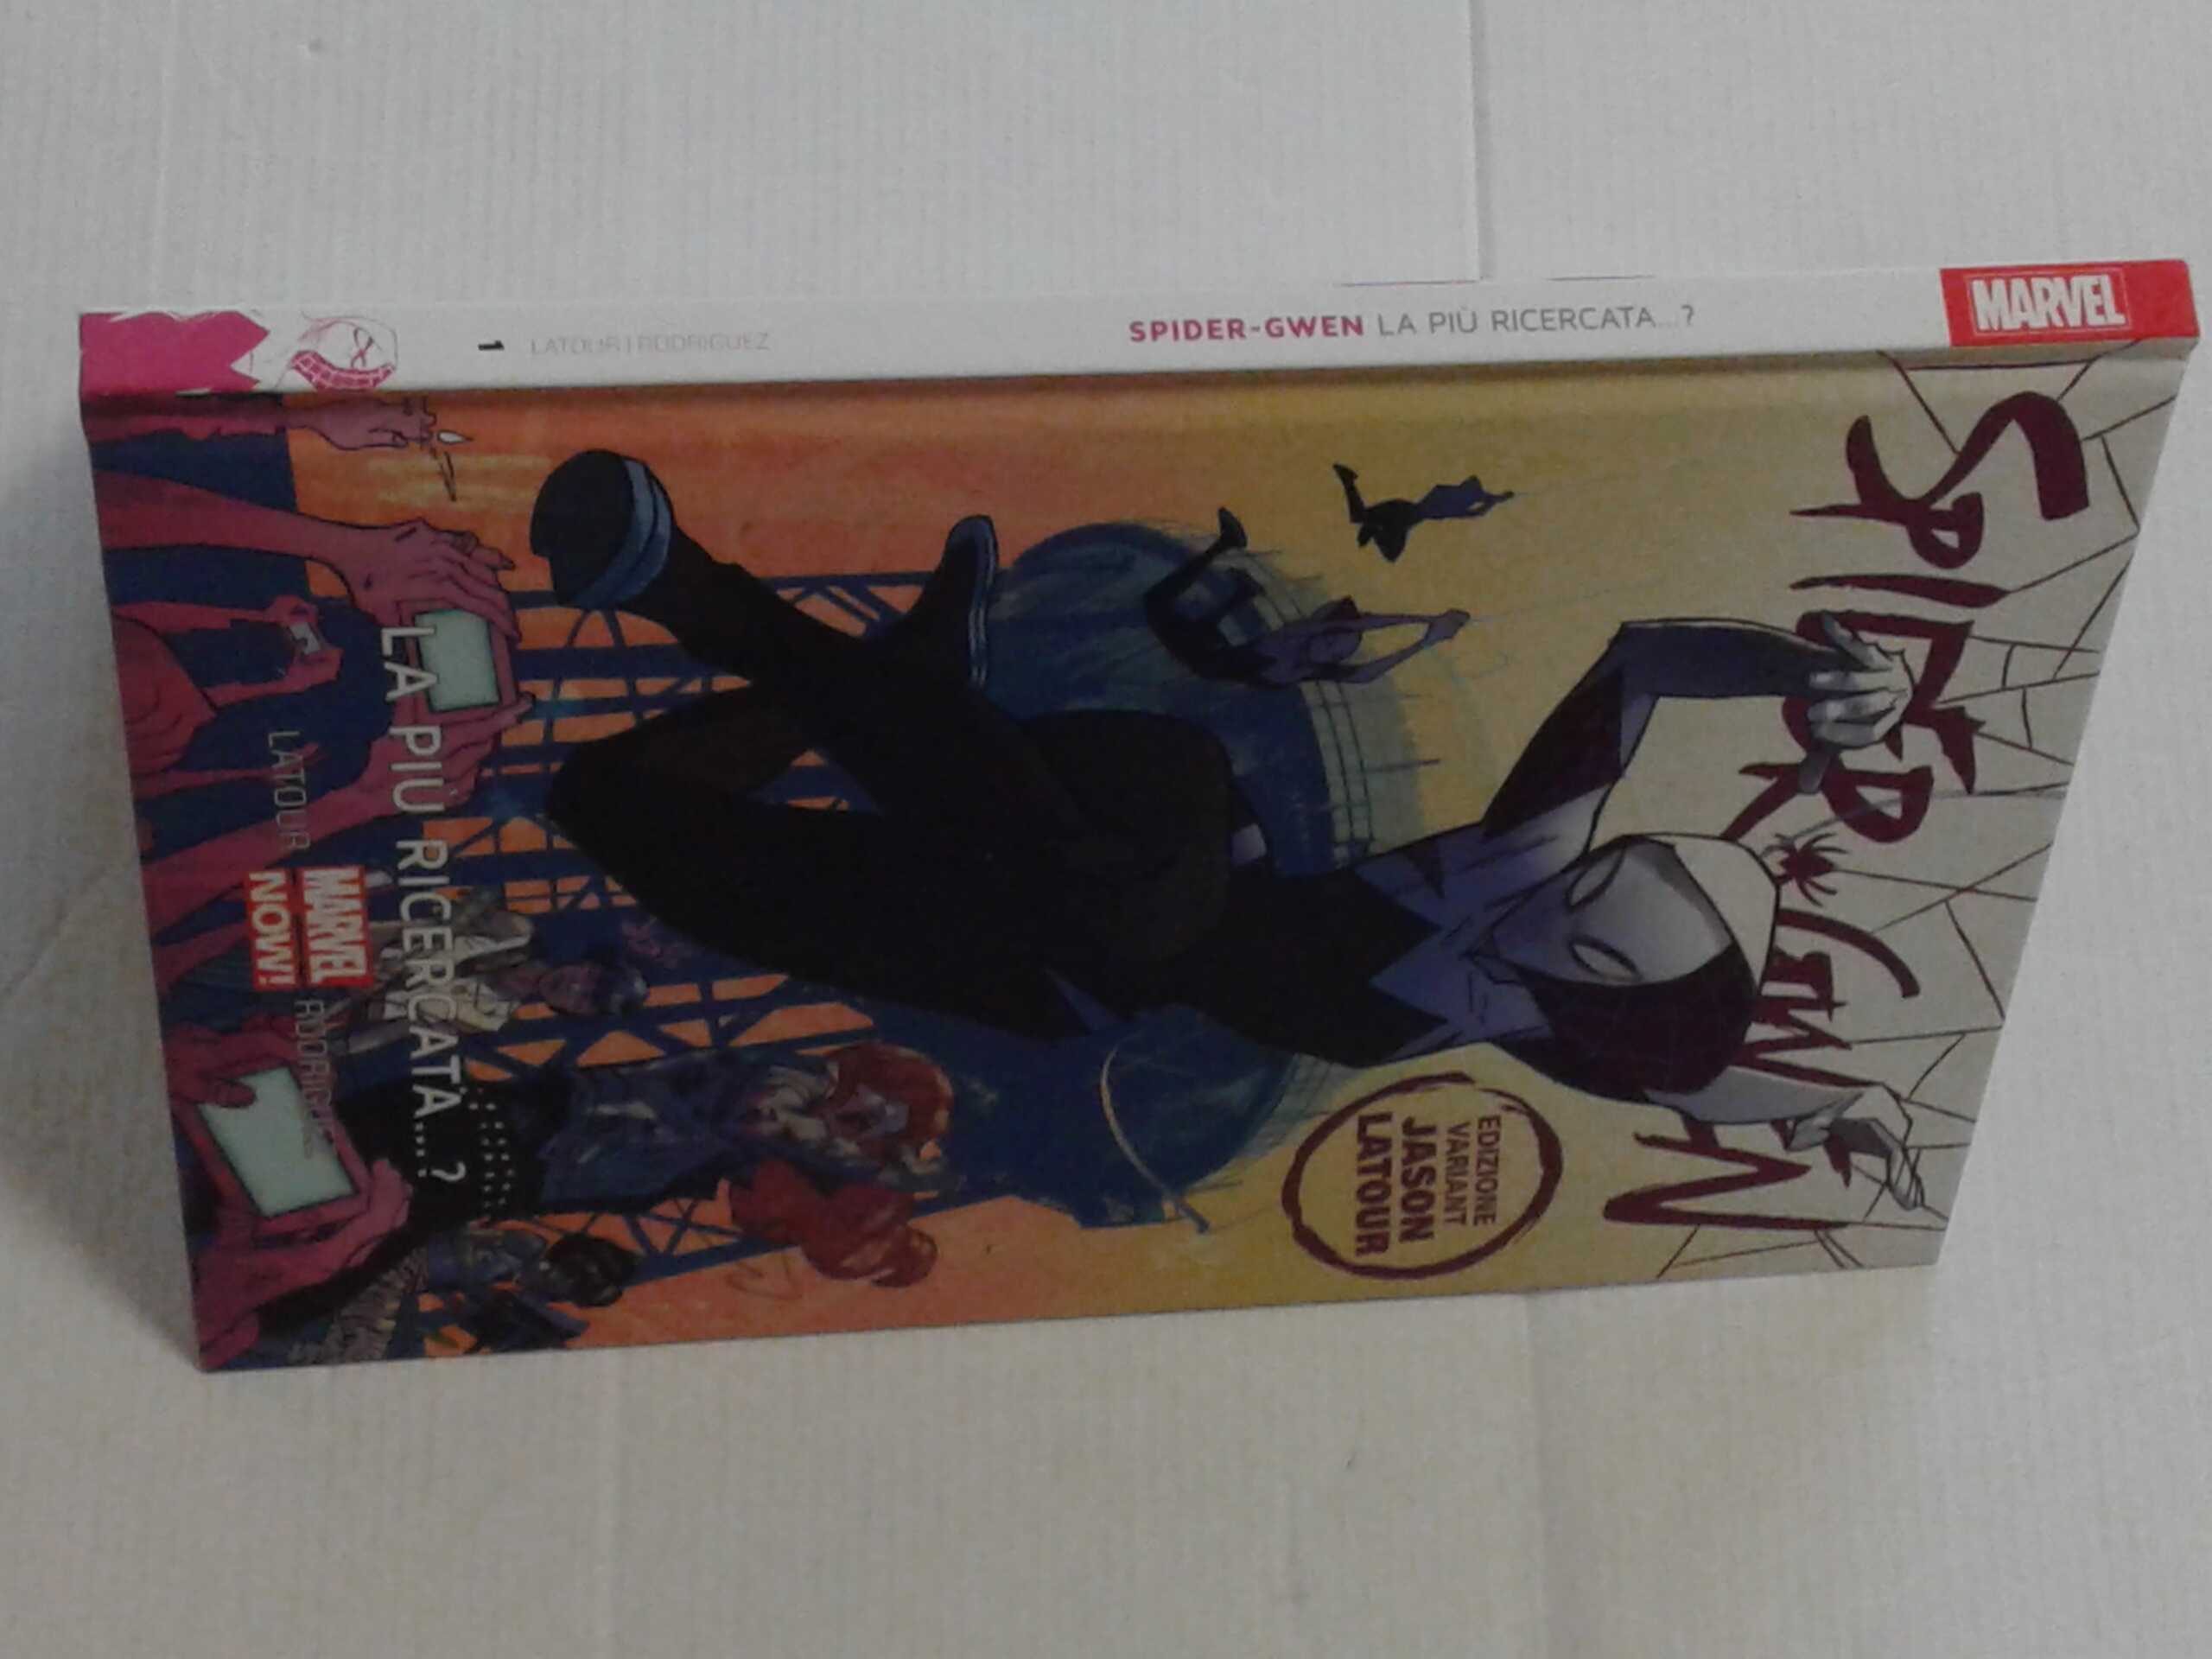 MARVEL
SPIDER-GWEN LA PIÙ RICERCATA...?
LATOUR | RODRIGUEZ
1
SPIDER-GWEN
EDIZIONE
VARIANT
JASON
LATOUR
LA PIÙ RICERCATA...?
LATOUR
MARVEL
NOW!
RODRIGUEZ